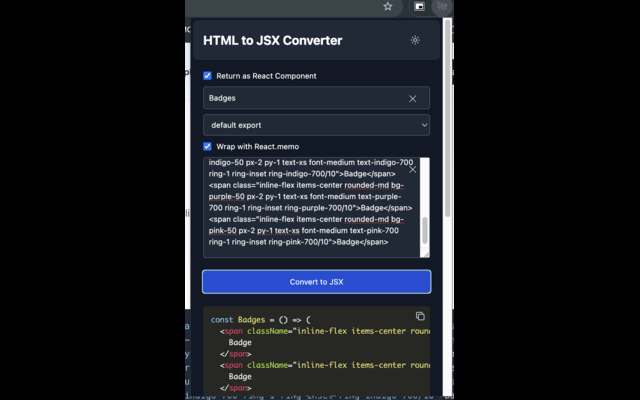 HTML to JSX Converter
Return as React Component
Badges
default export
Wrap with React.memo
indigo-50 px-2 py-1 text-xs font-medium text-indigo-700
ring-1 ring-inset ring-indigo-700/10">Badge</span>
<span class="inline-flex items-center rounded-md bg-
purple-50 px-2 py-1 text-xs font-medium text-purple-
700 ring-1 ring-inset ring-purple-700/10">Badge</span>
<span class="inline-flex items-center rounded-md bg-
pink-50 px-2 py-1 text-xs font-medium text-pink-700
ring-1 ring-inset ring-pink-700/10">Badge</span>
Convert to JSX
const Badges = () => (
<span className="inline-flex items-center roun
Badge
</span>
<span className="inline-flex items-center roun
Badge
</span>